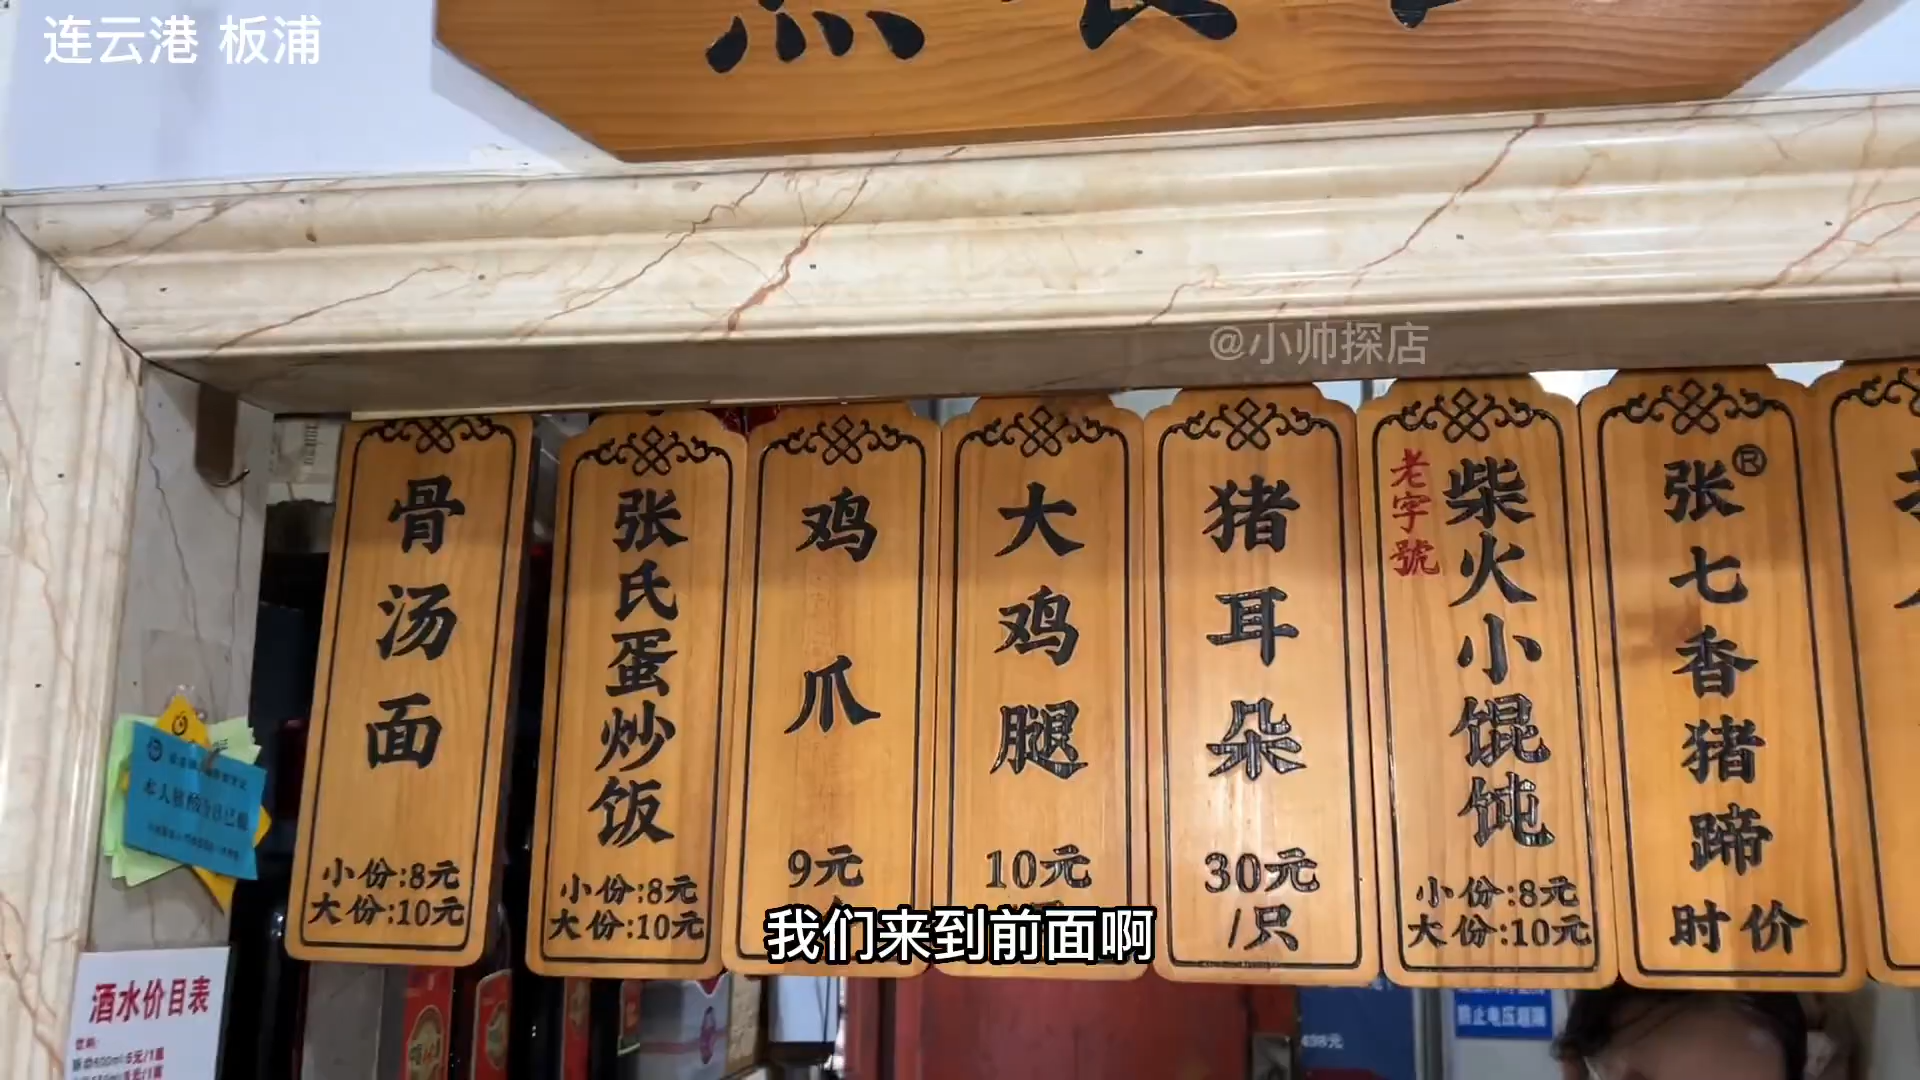 连云港 板浦
@小帅探店
骨汤面
小份:8元
大份:10元
张氏蛋炒饭
小份:8元
大份:10元
鸡爪
9元
大鸡腿
10元
猪耳朵
30元
/只
老字號
柴火小馄饨
小份:8元
大份:10元
张®七香猪蹄
时价
酒水价目表
我们来到前面啊